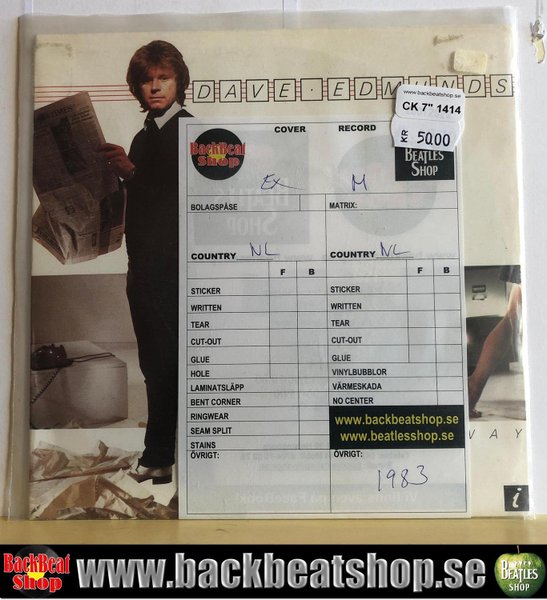 DAVE · EDMUNDS
www.backbeatshop.se
CK 7" 1414
KR 50.00
COVER RECORD
BackBeat Shop
BEATLES SHOP
Ex M
BOLAGSPÅSE MATRIX:
COUNTRY NL COUNTRY NL
F B F B
STICKER STICKER
WRITTEN WRITTEN
TEAR TEAR
CUT-OUT CUT-OUT
GLUE GLUE
HOLE VINYLBUBBLOR
LAMINATSLÄPP VÄRMESKADA
BENT CORNER NO CENTER
RINGWEAR
SEAM SPLIT
STAINS
www.backbeatshop.se
www.beatlesshop.se
ÖVRIGT: ÖVRIGT:
1983
WAY
i
BackBeat Shop www.backbeatshop.se BEATLES SHOP